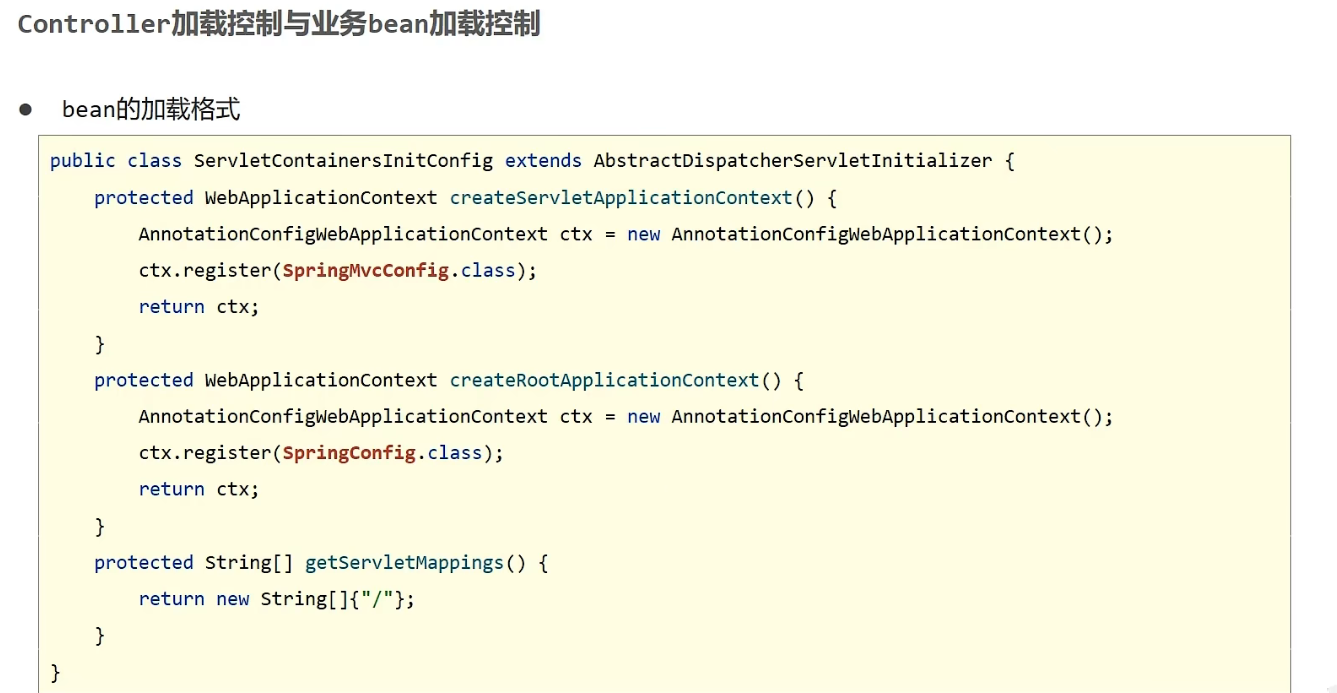 Controller加载控制与业务bean加载控制
● bean的加载格式
public class ServletContainersInitConfig extends AbstractDispatcherServletInitializer {
    protected WebApplicationContext createServletApplicationContext() {
        AnnotationConfigWebApplicationContext ctx = new AnnotationConfigWebApplicationContext();
        ctx.register(SpringMvcConfig.class);
        return ctx;
    }
    protected WebApplicationContext createRootApplicationContext() {
        AnnotationConfigWebApplicationContext ctx = new AnnotationConfigWebApplicationContext();
        ctx.register(SpringConfig.class);
        return ctx;
    }
    protected String[] getServletMappings() {
        return new String[]{"/"};
    }
}